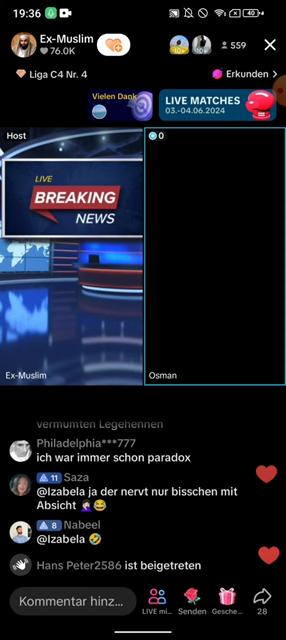 19:36
40
Ex-Muslim
76.0K
10
10
559
Liga C4 Nr. 4
Erkunden >
Vielen Dank
LIVE MATCHES
03.-04.06.2024
Host
0
LIVE
BREAKING
NEWS
Ex-Muslim
Osman
vermumten Legehennen
Philadelphia***777
ich war immer schon paradox
11 Saza
@Izabela ja der nervt nur bisschen mit
Absicht 🤦🏻‍♀️😂
8 Nabeel
@Izabela 🤣
Hans Peter2586 ist beigetreten
Kommentar hinz...
LIVE mi...
Senden
Gesche...
28